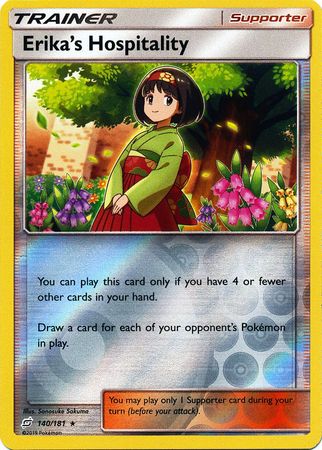 TRAINER Supporter
Erika's Hospitality
You can play this card only if you have 4 or fewer
other cards in your hand.
Draw a card for each of your opponent's Pokémon
in play.
Illus. Sanosuke Sakuma
140/181 ★
©2019 Pokémon
You may play only 1 Supporter card during your
turn (before your attack).